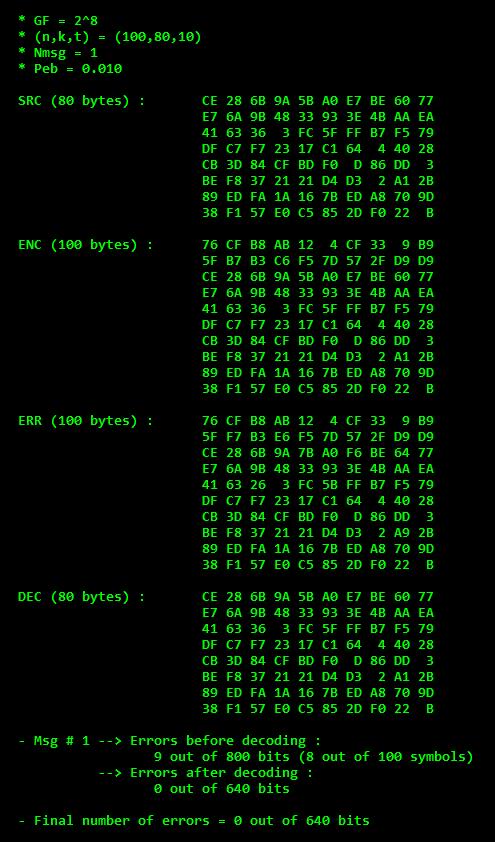 * GF = 2^8
* (n,k,t) = (100,80,10)
* Nmsg = 1
* Peb = 0.010
SRC (80 bytes) : CE 28 6B 9A 5B A0 E7 BE 60 77
E7 6A 9B 48 33 93 3E 4B AA EA
41 63 36 3 FC 5F FF B7 F5 79
DF C7 F7 23 17 C1 64 4 40 28
CB 3D 84 CF BD F0 D 86 DD 3
BE F8 37 21 21 D4 D3 2 A1 2B
89 ED FA 1A 16 7B ED A8 70 9D
38 F1 57 E0 C5 85 2D F0 22 B
ENC (100 bytes) : 76 CF B8 AB 12 4 CF 33 9 B9
5F B7 B3 C6 F5 7D 57 2F D9 D9
CE 28 6B 9A 5B A0 E7 BE 60 77
E7 6A 9B 48 33 93 3E 4B AA EA
41 63 36 3 FC 5F FF B7 F5 79
DF C7 F7 23 17 C1 64 4 40 28
CB 3D 84 CF BD F0 D 86 DD 3
BE F8 37 21 21 D4 D3 2 A1 2B
89 ED FA 1A 16 7B ED A8 70 9D
38 F1 57 E0 C5 85 2D F0 22 B
ERR (100 bytes) : 76 CF B8 AB 12 4 CF 33 9 B9
5F F7 B3 E6 F5 7D 57 2F D9 D9
CE 28 6B 9A 7B A0 F6 BE 64 77
E7 6A 9B 48 33 93 3E 4B AA EA
41 63 26 3 FC 5B FF B7 F5 79
DF C7 F7 23 17 C1 64 4 40 28
CB 3D 84 CF BD F0 D 86 DD 3
BE F8 37 21 21 D4 D3 2 A9 2B
89 ED FA 1A 16 7B ED A8 70 9D
38 F1 57 E0 C5 85 2D F0 22 B
DEC (80 bytes) : CE 28 6B 9A 5B A0 E7 BE 60 77
E7 6A 9B 48 33 93 3E 4B AA EA
41 63 36 3 FC 5F FF B7 F5 79
DF C7 F7 23 17 C1 64 4 40 28
CB 3D 84 CF BD F0 D 86 DD 3
BE F8 37 21 21 D4 D3 2 A1 2B
89 ED FA 1A 16 7B ED A8 70 9D
38 F1 57 E0 C5 85 2D F0 22 B
- Msg # 1 --> Errors before decoding :
9 out of 800 bits (8 out of 100 symbols)
--> Errors after decoding :
0 out of 640 bits
- Final number of errors = 0 out of 640 bits